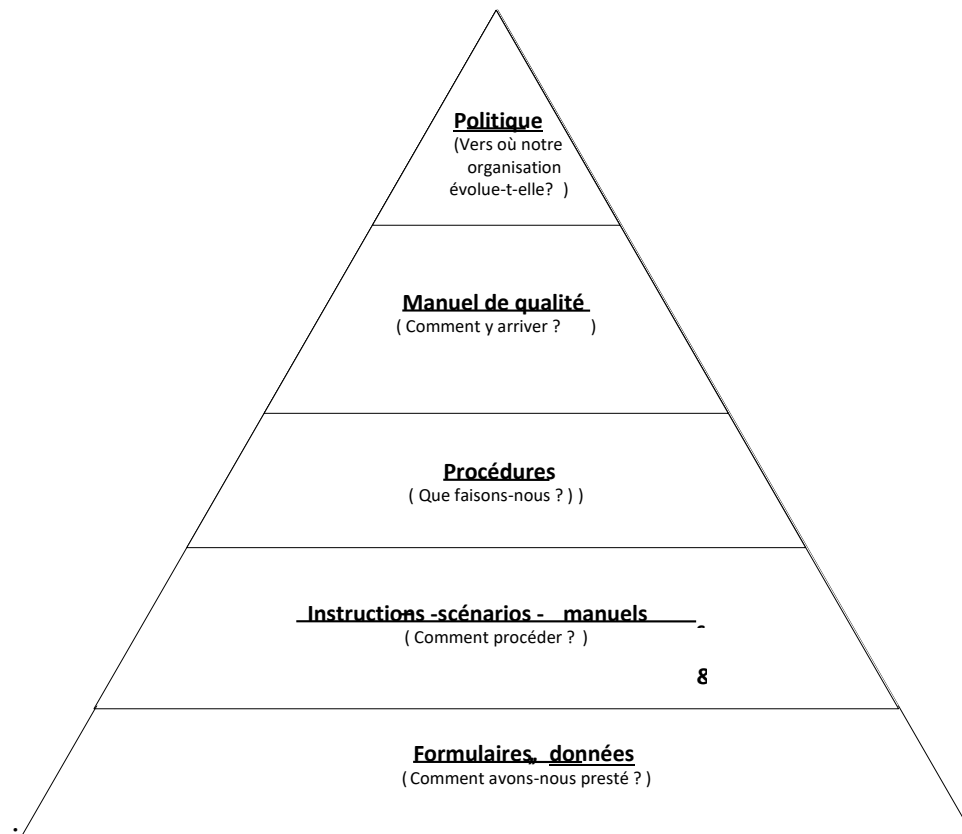 Politique
(Vers où notre
organisation
évolue-t-elle? )
Manuel de qualité
( Comment y arriver ? )
Procédures
( Que faisons-nous ? ) )
Instructions -scénarios - manuels
( Comment procéder ? )
&
Formulaires, données
( Comment avons-nous presté ? )